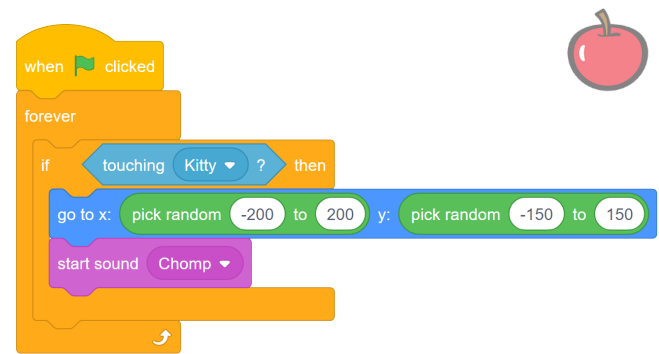 when clicked
forever
if touching Kitty ? then
go to x: pick random -200 to 200 y: pick random -150 to 150
start sound Chomp